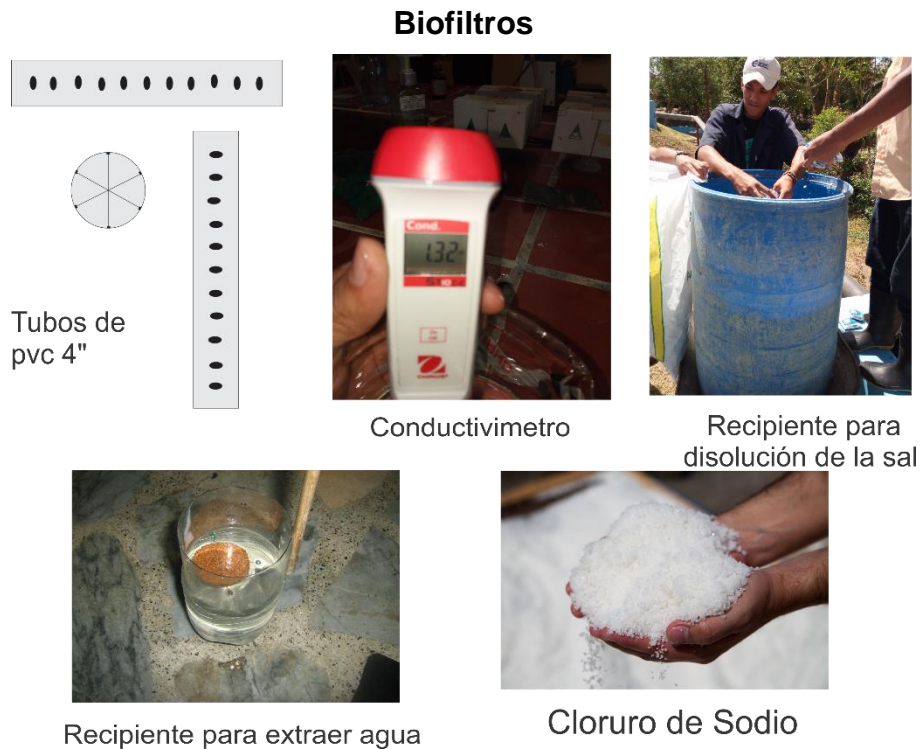 Biofiltros
Tubos de
pvc 4"
Cond.
1.32
Conductivimetro
Recipiente para
disolución de la sal
Recipiente para extraer agua
Cloruro de Sodio